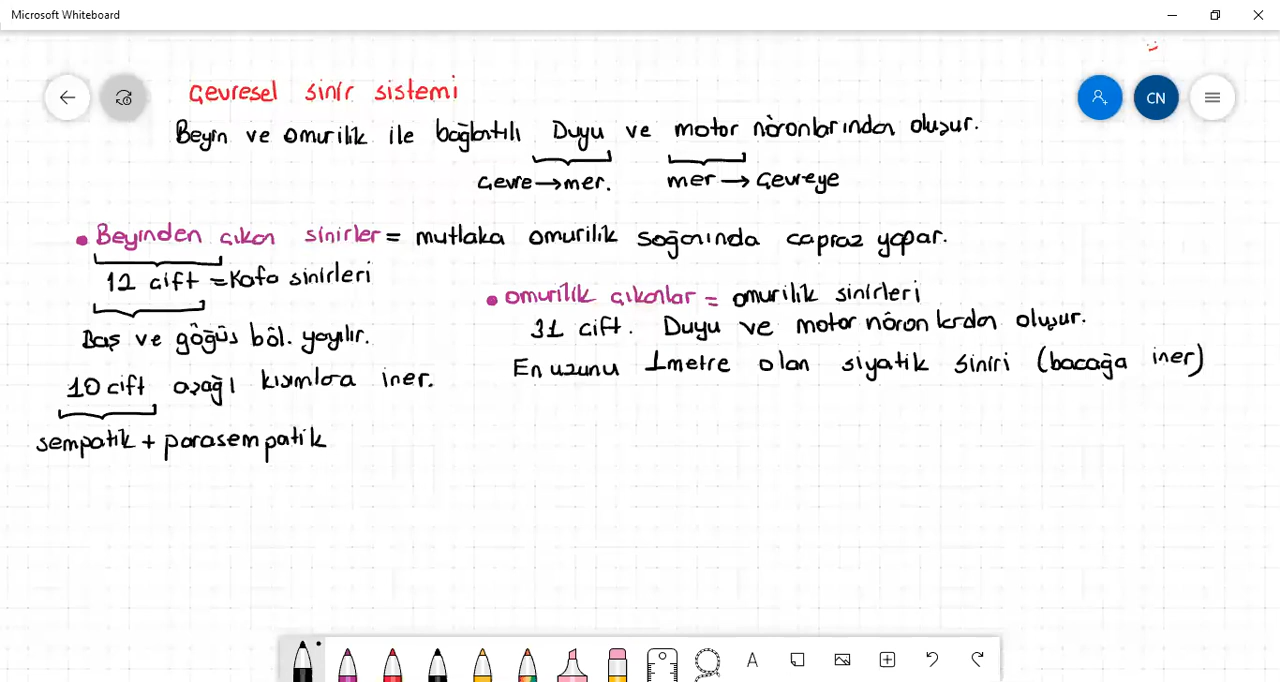 Microsoft Whiteboard
CN
Çevresel sinir sistemi
Beyin ve omurilik ile bağlantılı Duyu ve motor nöronlarından oluşur.
Çevre → mer.
mer → Çevreye
• Beyinden çıkan sinirler = mutlaka omurilik soğanında çapraz yapar.
12 çift = Kafa sinirleri
Baş ve göğüs böl. yayılır.
10 çift aşağı kısımlara iner.
sempatik + parasempatik
• Omurilik çıkanlar = omurilik sinirleri
31 çift. Duyu ve motor nöronlardan oluşur.
En uzunu 1metre olan siyatik siniri (bacağa iner)
A